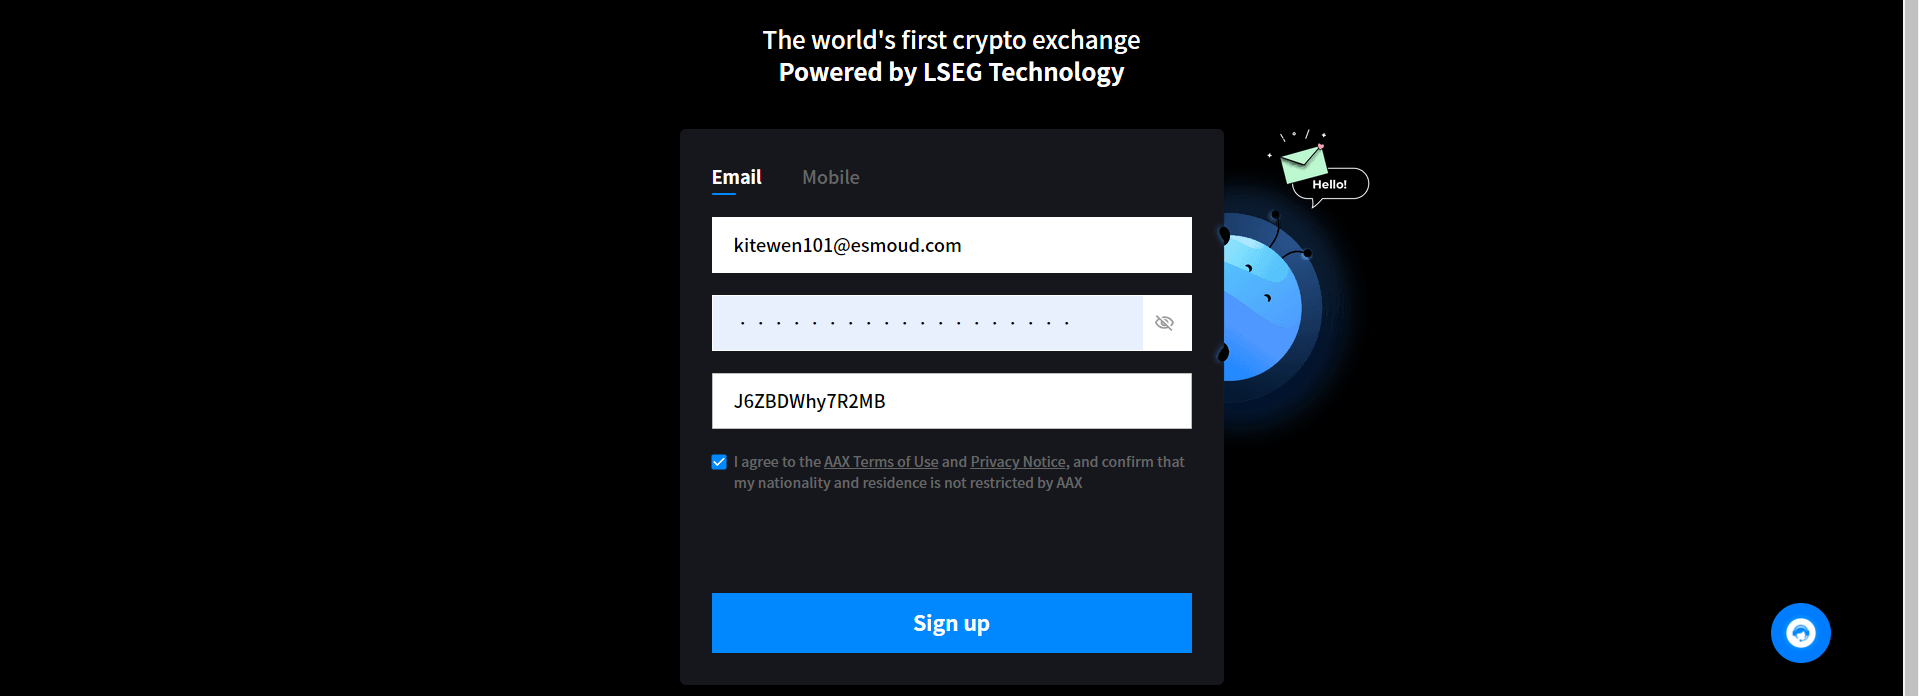 The world's first crypto exchange
Powered by LSEG Technology
Hello!
Email Mobile
kitewen101@esmoud.com
J6ZBDWhy7R2MB
I agree to the AAX Terms of Use and Privacy Notice, and confirm that
my nationality and residence is not restricted by AAX
Sign up